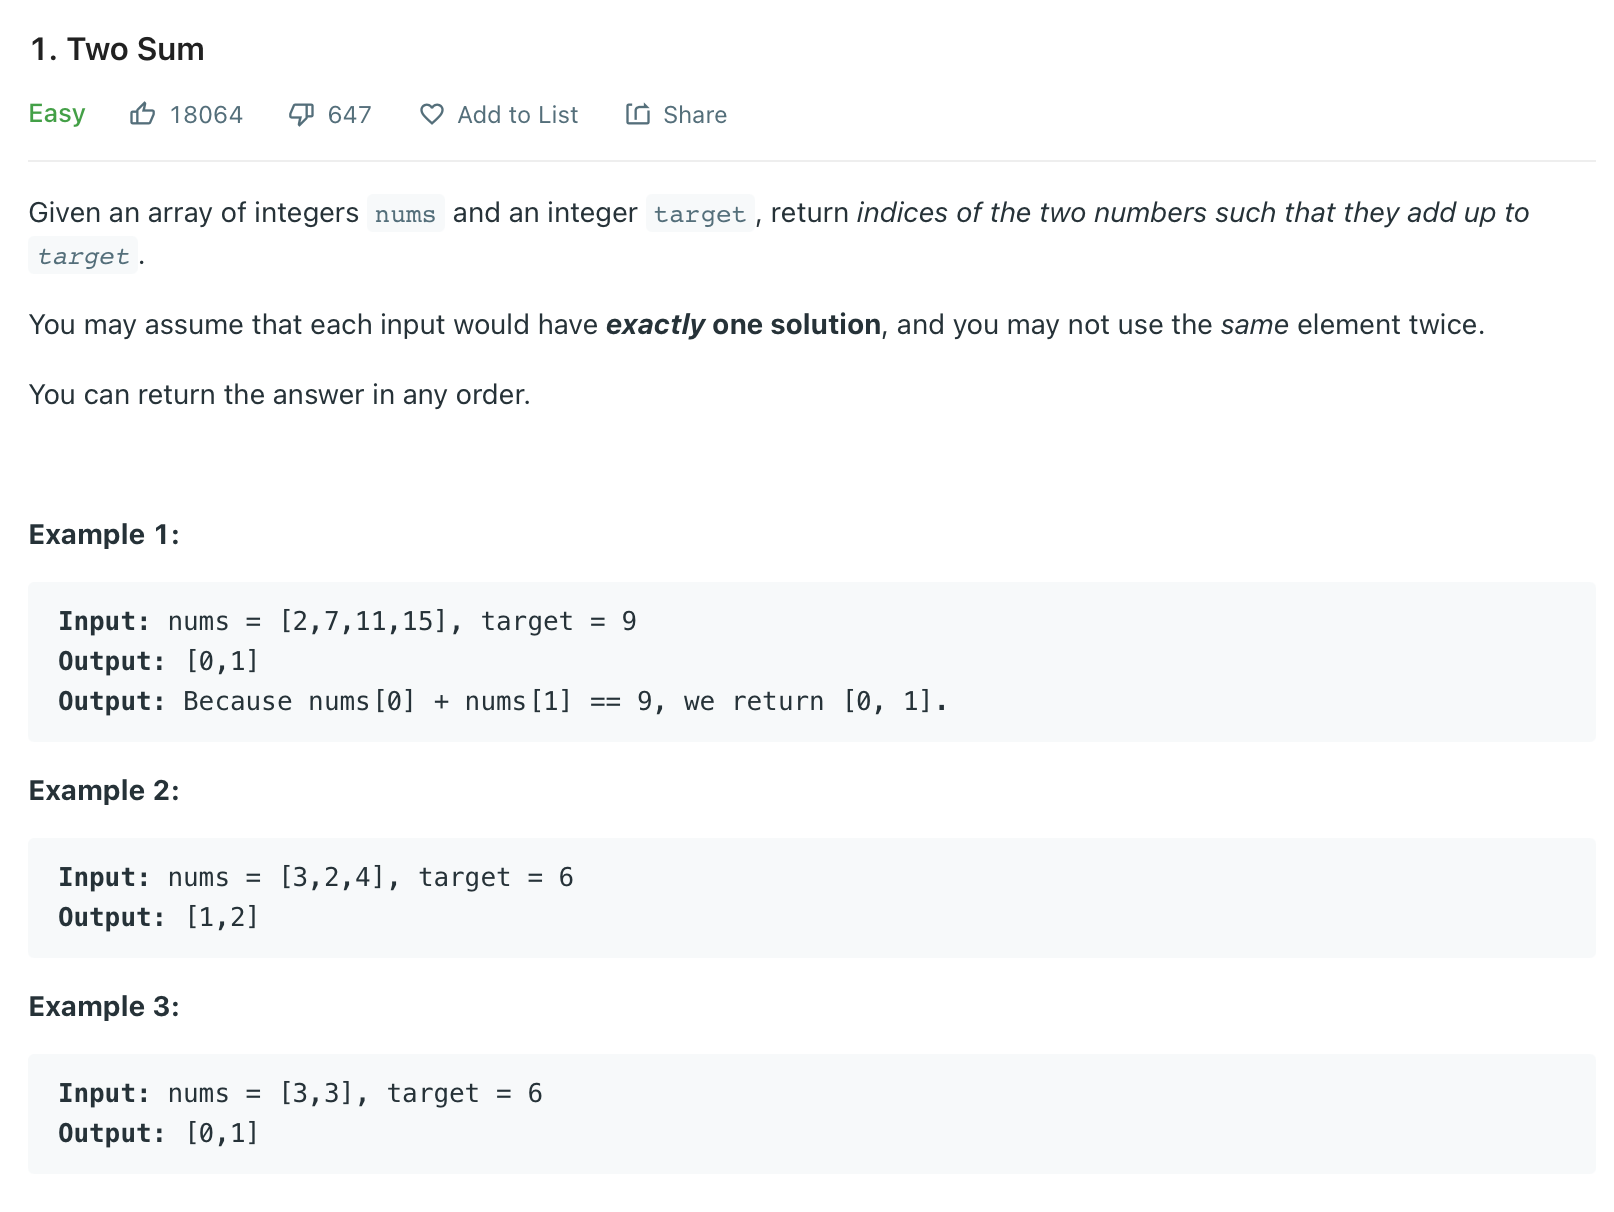 1. Two Sum
Easy 18064 647 Add to List Share
Given an array of integers nums and an integer target, return indices of the two numbers such that they add up to
target.
You may assume that each input would have exactly one solution, and you may not use the same element twice.
You can return the answer in any order.
Example 1:
Input: nums = [2,7,11,15], target = 9
Output: [0,1]
Output: Because nums[0] + nums[1] == 9, we return [0, 1].
Example 2:
Input: nums = [3,2,4], target = 6
Output: [1,2]
Example 3:
Input: nums = [3,3], target = 6
Output: [0,1]